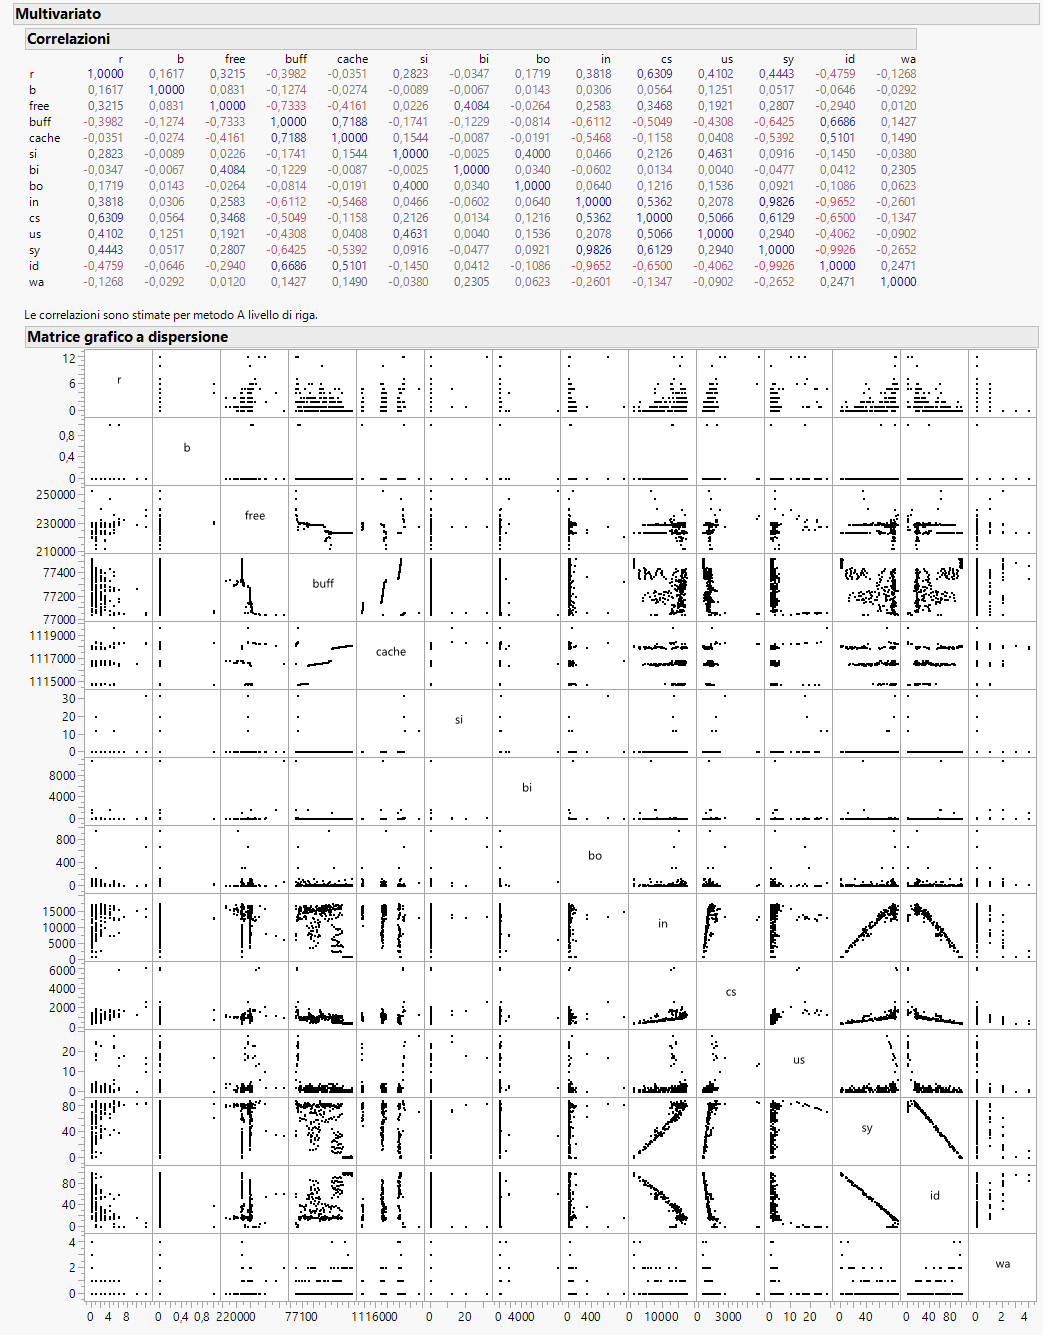 Multivariato
Correlazioni
r b free buff cache si bi bo in cs us sy id wa
r 1,0000 0,1617 0,3215 -0,3982 -0,0351 0,2823 -0,0347 0,1719 0,3818 0,6309 0,4102 0,4443 -0,4759 -0,1268
b 0,1617 1,0000 0,0831 -0,1274 -0,0274 -0,0089 -0,0067 0,0143 0,0306 0,0564 0,1251 0,0517 -0,0646 -0,0292
free 0,3215 0,0831 1,0000 -0,7333 -0,4161 0,0226 0,4084 -0,0264 0,2583 0,3468 0,1921 0,2807 -0,2940 0,0120
buff -0,3982 -0,1274 -0,7333 1,0000 0,7188 -0,1741 -0,1229 -0,0814 -0,6112 -0,5049 -0,4308 -0,6425 0,6686 0,1427
cache -0,0351 -0,0274 -0,4161 0,7188 1,0000 0,1544 -0,0087 -0,0191 -0,5468 -0,1158 0,0408 -0,5392 0,5101 0,1490
si 0,2823 -0,0089 0,0226 -0,1741 0,1544 1,0000 -0,0025 0,4000 0,0466 0,2126 0,4631 0,0916 -0,1450 -0,0380
bi -0,0347 -0,0067 0,4084 -0,1229 -0,0087 -0,0025 1,0000 0,0340 -0,0602 0,0134 0,0040 -0,0477 0,0412 0,2305
bo 0,1719 0,0143 -0,0264 -0,0814 -0,0191 0,4000 0,0340 1,0000 0,0640 0,1216 0,1536 0,0921 -0,1086 0,0623
in 0,3818 0,0306 0,2583 -0,6112 -0,5468 0,0466 -0,0602 0,0640 1,0000 0,5362 0,2078 0,9826 -0,9652 -0,2601
cs 0,6309 0,0564 0,3468 -0,5049 -0,1158 0,2126 0,0134 0,1216 0,5362 1,0000 0,5066 0,6129 -0,6500 -0,1347
us 0,4102 0,1251 0,1921 -0,4308 0,0408 0,4631 0,0040 0,1536 0,2078 0,5066 1,0000 0,2940 -0,4062 -0,0902
sy 0,4443 0,0517 0,2807 -0,6425 -0,5392 0,0916 -0,0477 0,0921 0,9826 0,6129 0,2940 1,0000 -0,9926 -0,2652
id -0,4759 -0,0646 -0,2940 0,6686 0,5101 -0,1450 0,0412 -0,1086 -0,9652 -0,6500 -0,4062 -0,9926 1,0000 0,2471
wa -0,1268 -0,0292 0,0120 0,1427 0,1490 -0,0380 0,2305 0,0623 -0,2601 -0,1347 -0,0902 -0,2652 0,2471 1,0000
Le correlazioni sono stimate per metodo A livello di riga.
Matrice grafico a dispersione
12
r
6
0
0,8
b
0,4
0
250000
free
230000
210000
77400
buff
77200
77000
1119000
cache
1117000
1115000
30
si
20
10
0
8000
bi
4000
0
800
bo
400
0
15000
in
10000
5000
0
6000
cs
4000
2000
0
us
20
10
0
80
sy
40
0
80
id
40
0
4
wa
2
0
0 4 8 0 0,4 0,8 220000 77100 1116000 0 20 0 4000 0 400 0 10000 0 3000 0 10 20 0 40 0 40 80 0 2 4